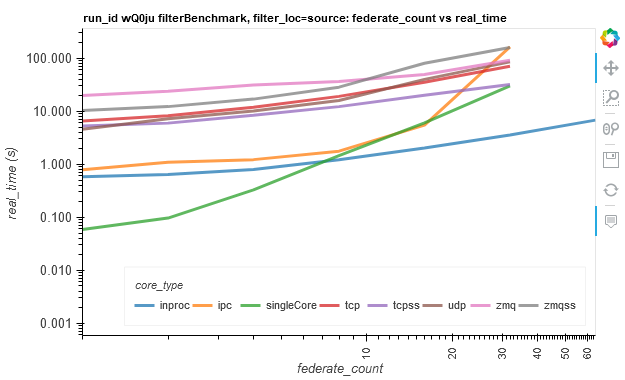 run_id wQ0ju filterBenchmark, filter_loc=source: federate_count vs real_time
100.000
10.000
1.000
0.100
0.010
0.001
real_time (s)
core_type
inproc ipc singleCore tcp tcpss udp zmq zmqss
10 20 30 40 50 60
federate_count